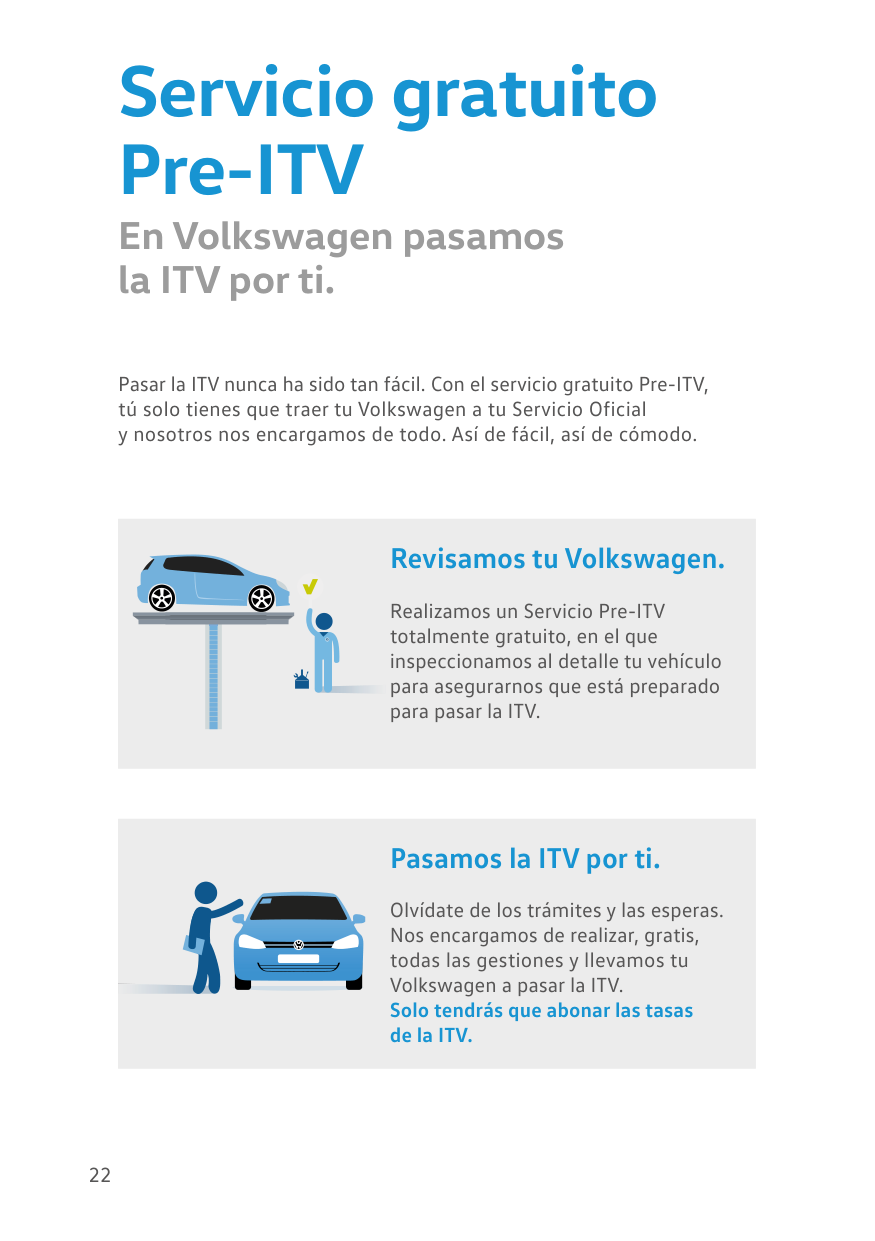 Servicio gratuito
Pre-ITV
En Volkswagen pasamos
la ITV por ti.
Pasar la ITV nunca ha sido tan fácil. Con el servicio gratuito Pre-ITV,
tú solo tienes que traer tu Volkswagen a tu Servicio Oficial
y nosotros nos encargamos de todo. Así de fácil, así de cómodo.
Revisamos tu Volkswagen.
Realizamos un Servicio Pre-ITV
totalmente gratuito, en el que
inspeccionamos al detalle tu vehículo
para asegurarnos que está preparado
para pasar la ITV.
Pasamos la ITV por ti.
Olvídate de los trámites y las esperas.
Nos encargamos de realizar, gratis,
todas las gestiones y llevamos tu
Volkswagen a pasar la ITV.
Solo tendrás que abonar las tasas
de la ITV.
22